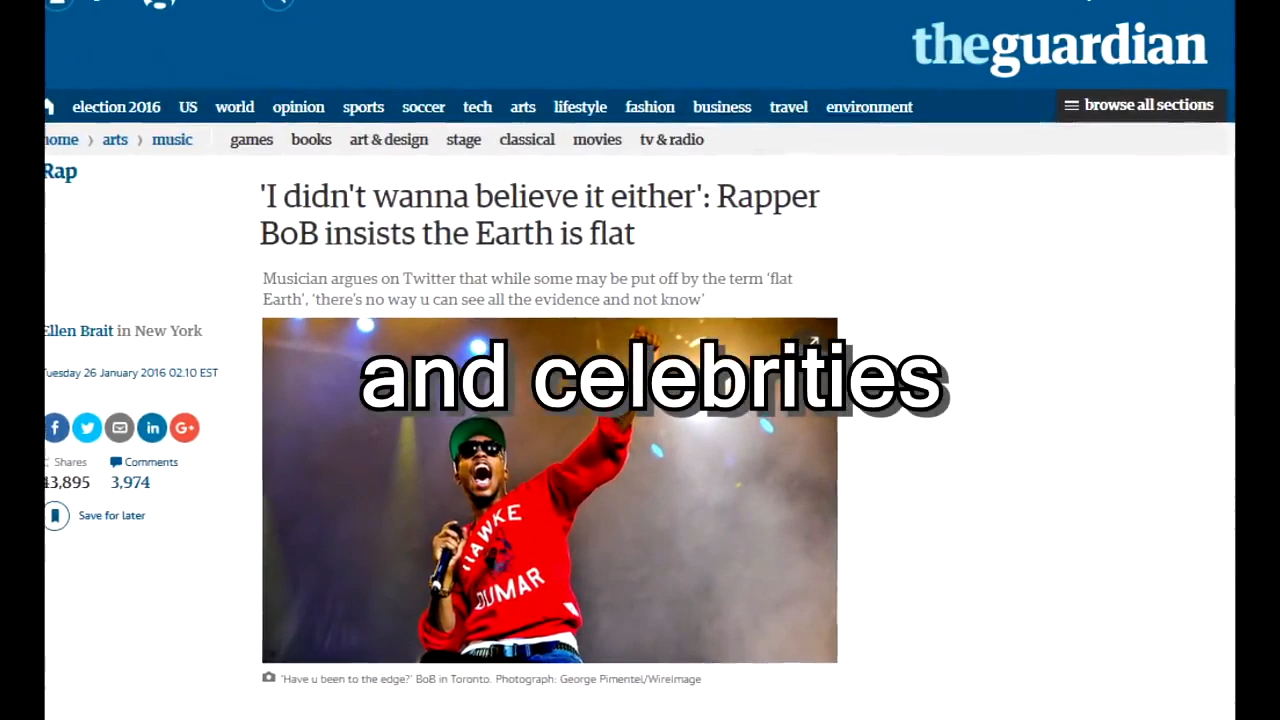 theguardian
election 2016 US world opinion sports soccer tech arts lifestyle fashion business travel environment browse all sections
home arts music games books art & design stage classical movies tv & radio
Rap
'I didn't wanna believe it either': Rapper
BoB insists the Earth is flat
Musician argues on Twitter that while some may be put off by the term 'flat
Earth', 'there's no way u can see all the evidence and not know'
Ellen Brait in New York
Tuesday 26 January 2016 02.10 EST
and celebrities
Shares Comments
43,895 3,974
Save for later
HAWKE
DUMAR
'Have u been to the edge?' BoB in Toronto. Photograph: George Pimentel/WireImage